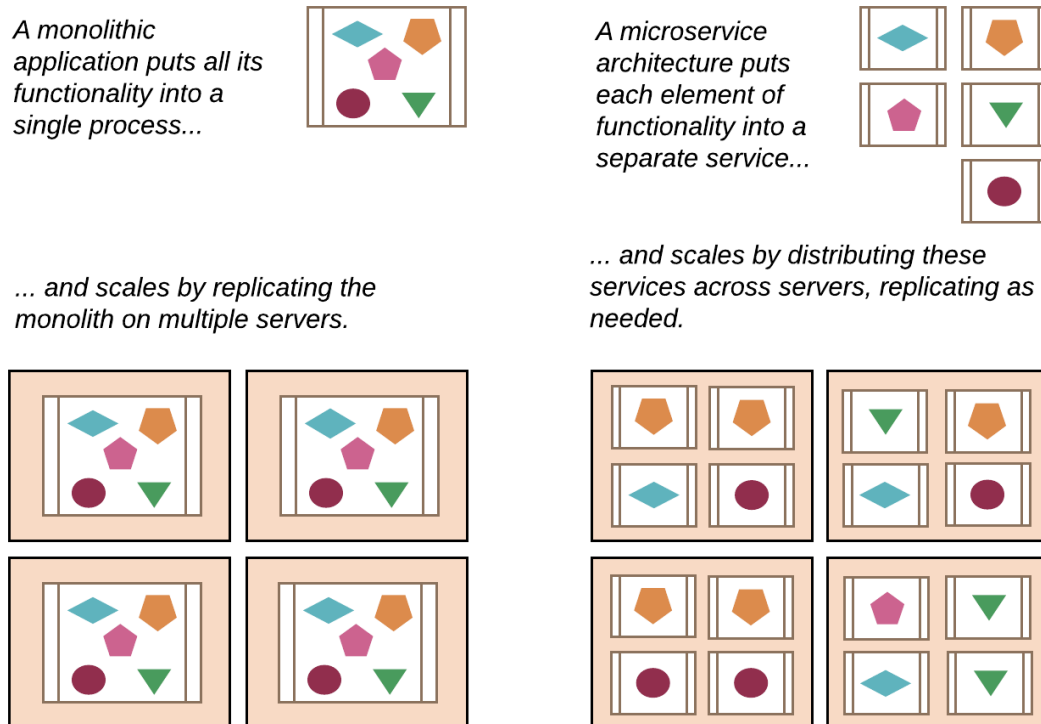 A monolithic
application puts all its
functionality into a
single process...
... and scales by replicating the
monolith on multiple servers.
A microservice
architecture puts
each element of
functionality into a
separate service...
... and scales by distributing these
services across servers, replicating as
needed.